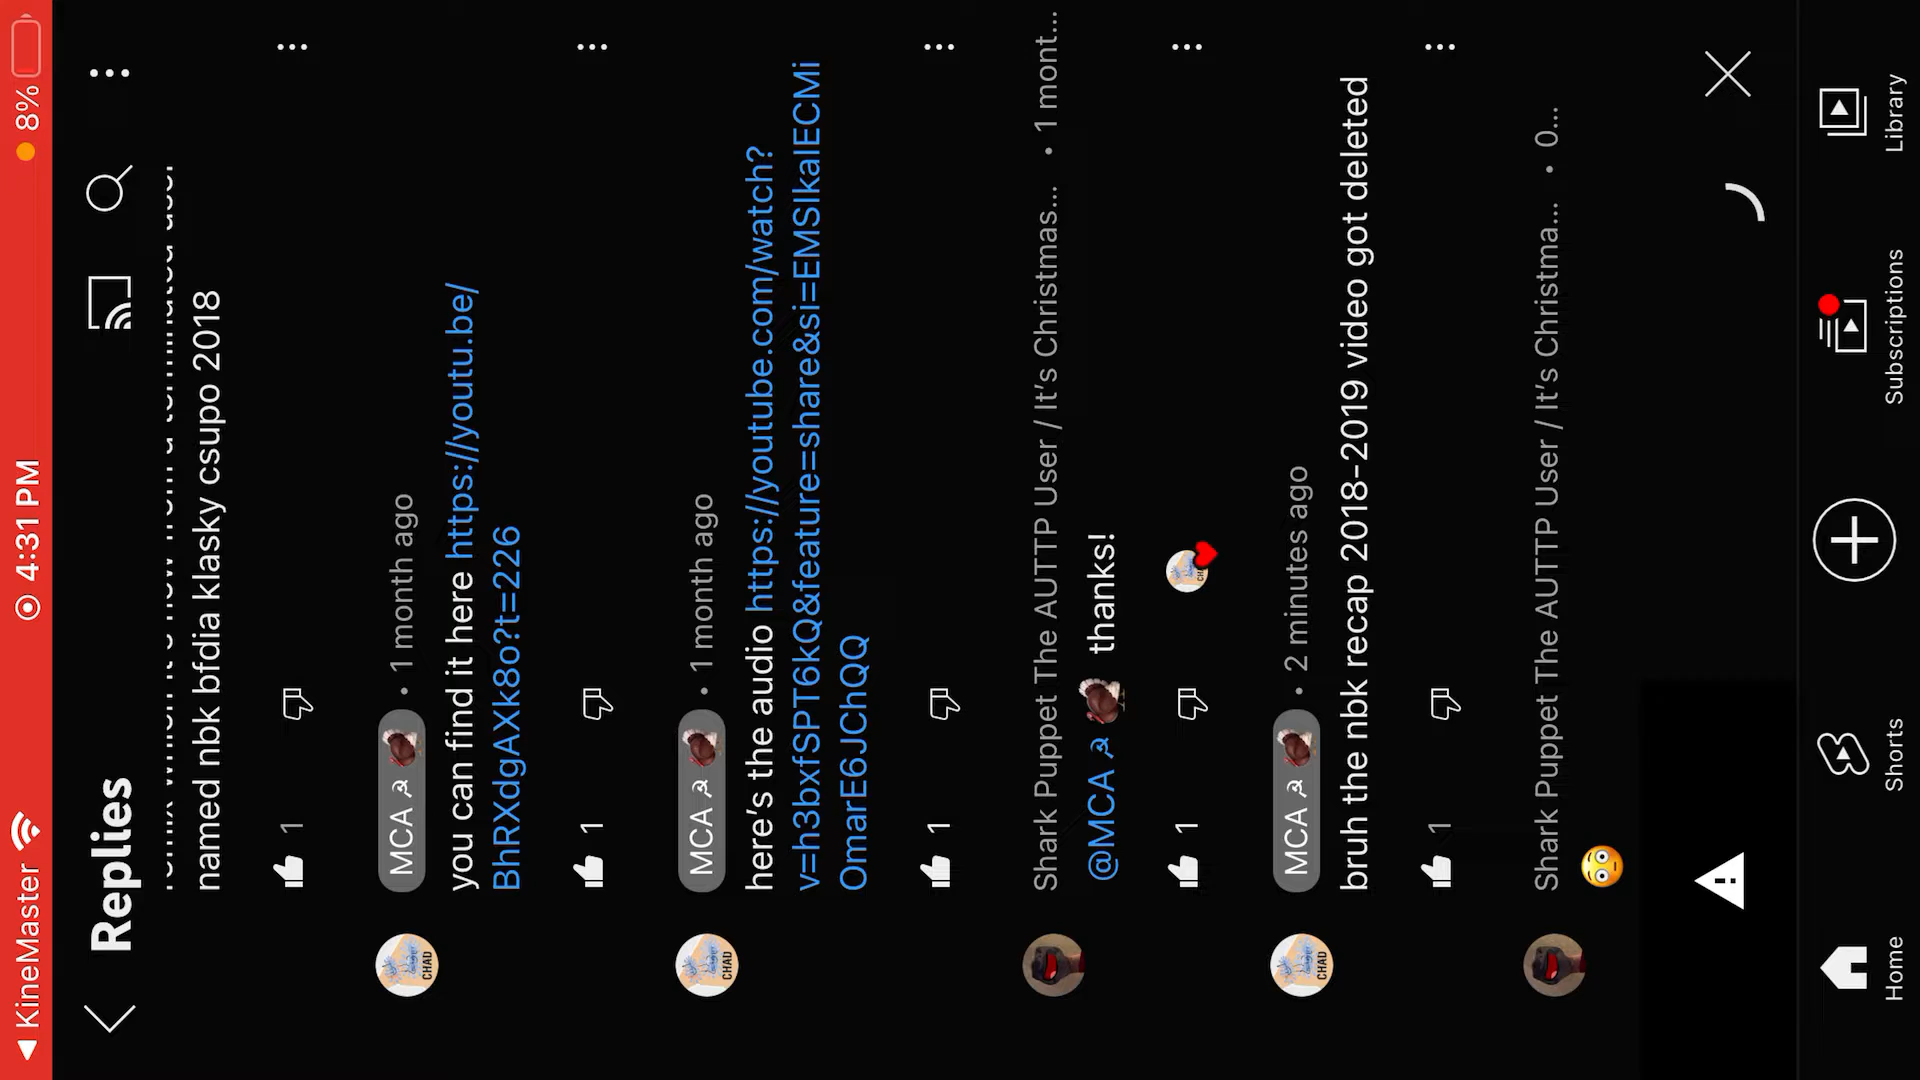 KineMaster
4:31 PM
8%
Replies
named nbk bfdia klasky csupo 2018
1
MCA☭🦃 • 1 month ago
you can find it here https://youtu.be/
BhRXdgAXk8o?t=226
1
MCA☭🦃 • 1 month ago
here's the audio https://youtube.com/watch?
v=h3bxfSPT6kQ&feature=share&si=EMSIkaIECMi
OmarE6JChQQ
1
Shark Puppet The AUTTP User / It's Christmas... • 1 mont...
@MCA☭🦃 thanks!
1
MCA☭🦃 • 2 minutes ago
bruh the nbk recap 2018-2019 video got deleted
1
Shark Puppet The AUTTP User / It's Christma... • 0...
😳
Home
Shorts
Subscriptions
Library